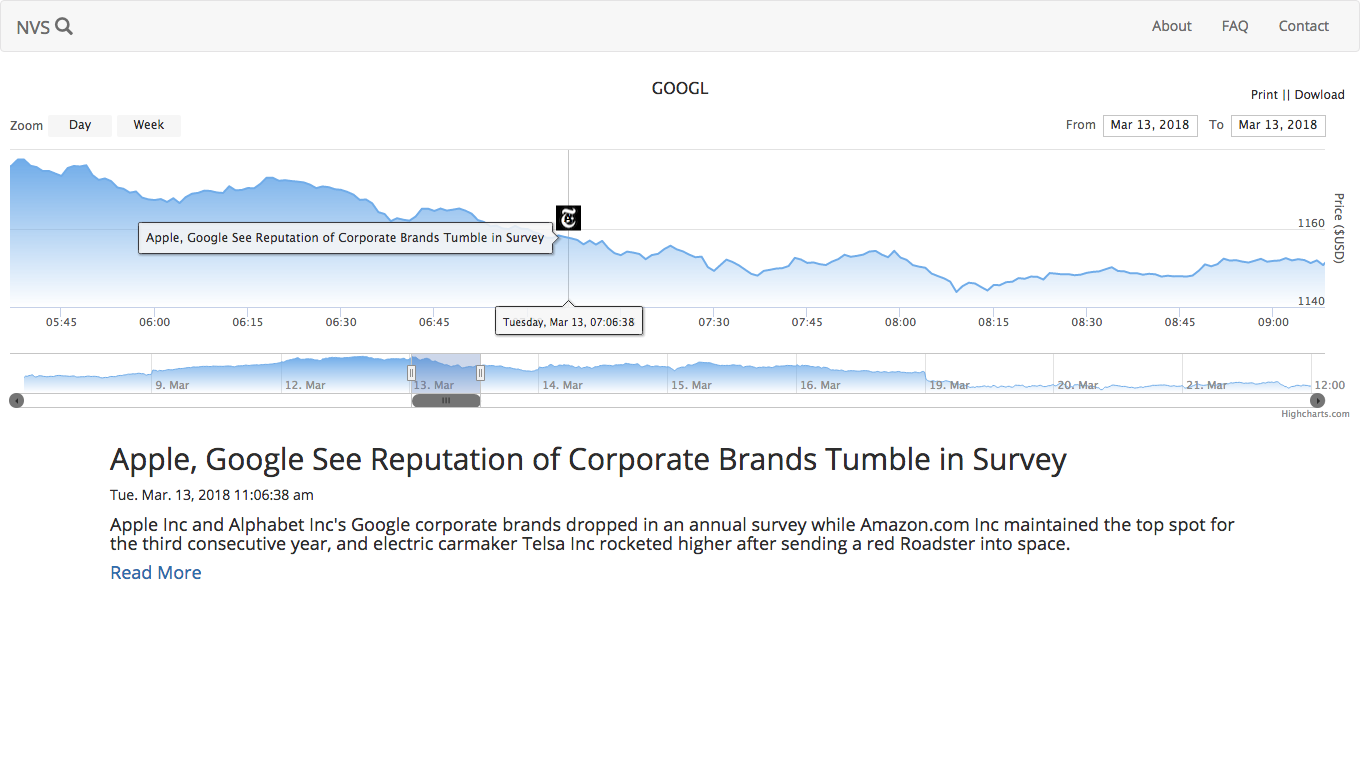 NVS
About FAQ Contact
GOOGL
Print || Dowload
Zoom Day Week
From Mar 13, 2018 To Mar 13, 2018
Price ($USD)
1160
Apple, Google See Reputation of Corporate Brands Tumble in Survey
1140
05:45 06:00 06:15 06:30 06:45 Tuesday, Mar 13, 07:06:38 07:30 07:45 08:00 08:15 08:30 08:45 09:00
9. Mar 12. Mar 13. Mar 14. Mar 15. Mar 16. Mar 19. Mar 20. Mar 21. Mar 12:00
Highcharts.com
Apple, Google See Reputation of Corporate Brands Tumble in Survey
Tue. Mar. 13, 2018 11:06:38 am
Apple Inc and Alphabet Inc's Google corporate brands dropped in an annual survey while Amazon.com Inc maintained the top spot for
the third consecutive year, and electric carmaker Telsa Inc rocketed higher after sending a red Roadster into space.
Read More